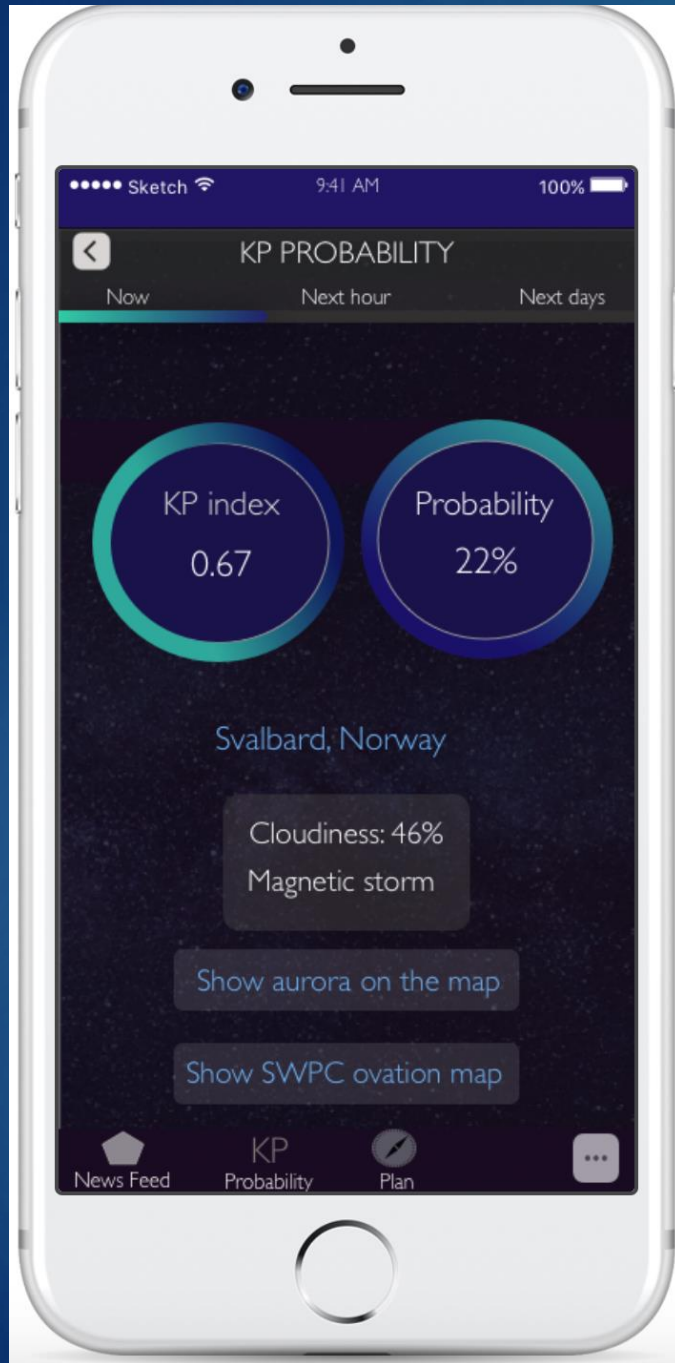 Sketch 9:41 AM 100%
KP PROBABILITY
Now Next hour Next days
KP index Probability
0.67 22%
Svalbard, Norway
Cloudiness: 46%
Magnetic storm
Show aurora on the map
Show SWPC ovation map
KP
News Feed Probability Plan